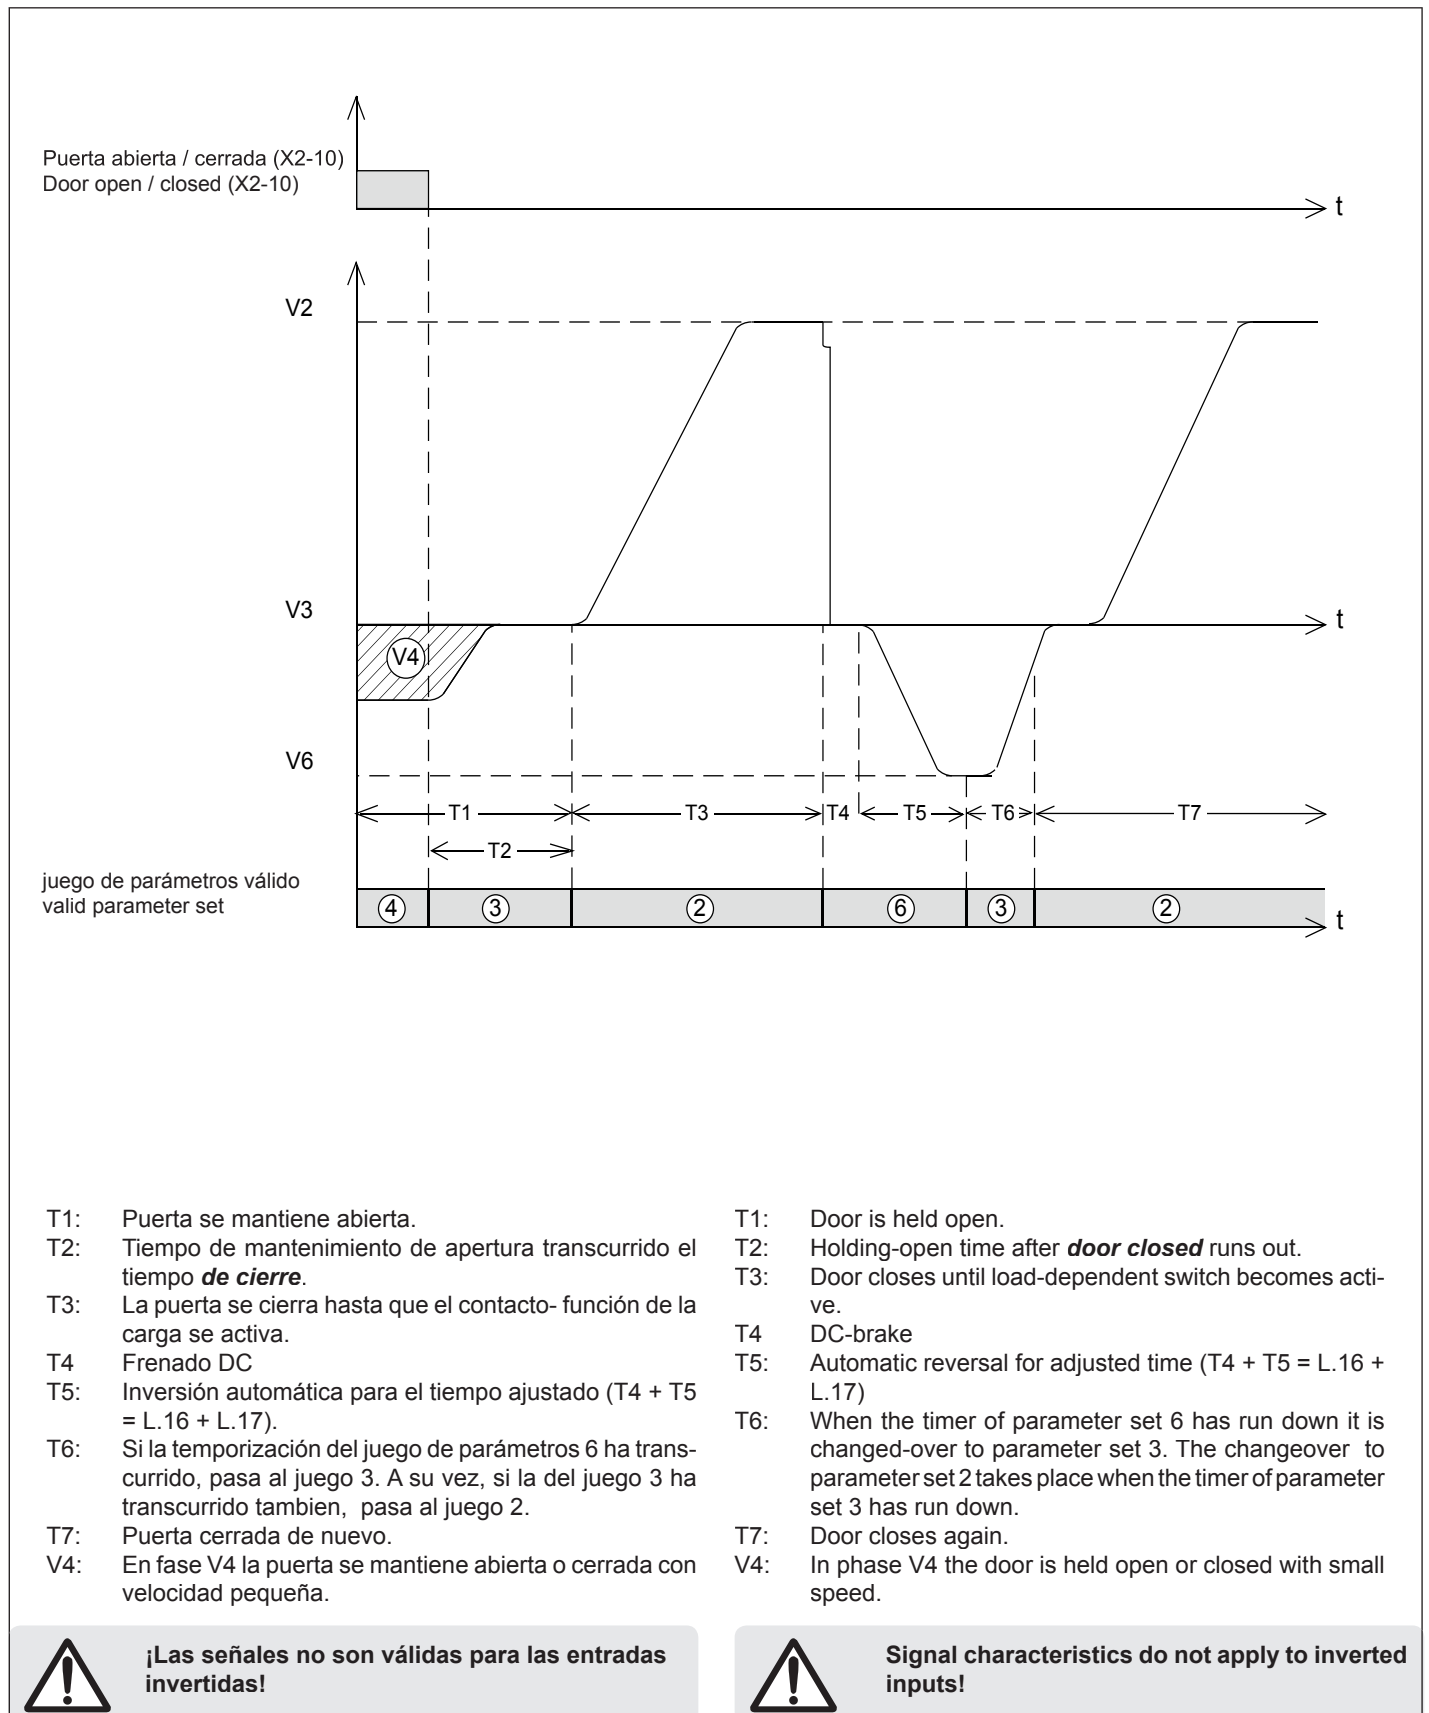 Puerta abierta / cerrada (X2-10)
Door open / closed (X2-10)
t
V2
V3
t
V4
V6
T1
T3
T4
T5
T6
T7
T2
juego de parámetros válido
valid parameter set
4
3
2
6
3
2
t
T1: Puerta se mantiene abierta.
T2: Tiempo de mantenimiento de apertura transcurrido el
tiempo de cierre.
T3: La puerta se cierra hasta que el contacto- función de la
carga se activa.
T4 Frenado DC
T5: Inversión automática para el tiempo ajustado (T4 + T5
= L.16 + L.17).
T6: Si la temporización del juego de parámetros 6 ha trans-
currido, pasa al juego 3. A su vez, si la del juego 3 ha
transcurrido tambien, pasa al juego 2.
T7: Puerta cerrada de nuevo.
V4: En fase V4 la puerta se mantiene abierta o cerrada con
velocidad pequeña.
¡Las señales no son válidas para las entradas
invertidas!
T1: Door is held open.
T2: Holding-open time after door closed runs out.
T3: Door closes until load-dependent switch becomes acti-
ve.
T4 DC-brake
T5: Automatic reversal for adjusted time (T4 + T5 = L.16 +
L.17)
T6: When the timer of parameter set 6 has run down it is
changed-over to parameter set 3. The changeover to
parameter set 2 takes place when the timer of parameter
set 3 has run down.
T7: Door closes again.
V4: In phase V4 the door is held open or closed with small
speed.
Signal characteristics do not apply to inverted
inputs!